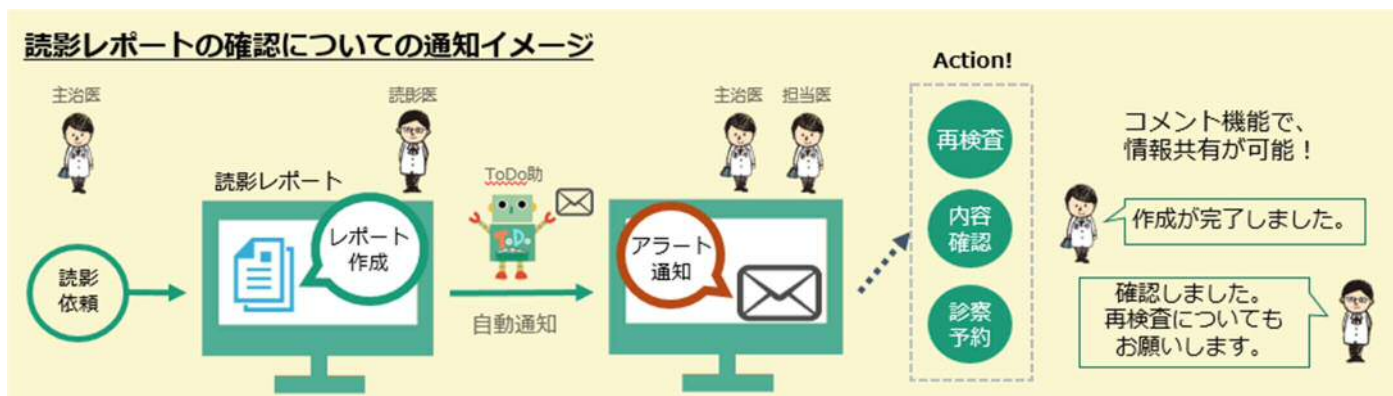 読影レポートの確認についての通知イメージ
主治医
読影医
主治医 担当医
Action!
読影
依頼
読影レポート
レポート
作成
ToDo助
ToDo
自動通知
アラート
通知
再検査
内容
確認
診察
予約
コメント機能で、
情報共有が可能！
作成が完了しました。
確認しました。
再検査についても
お願いします。